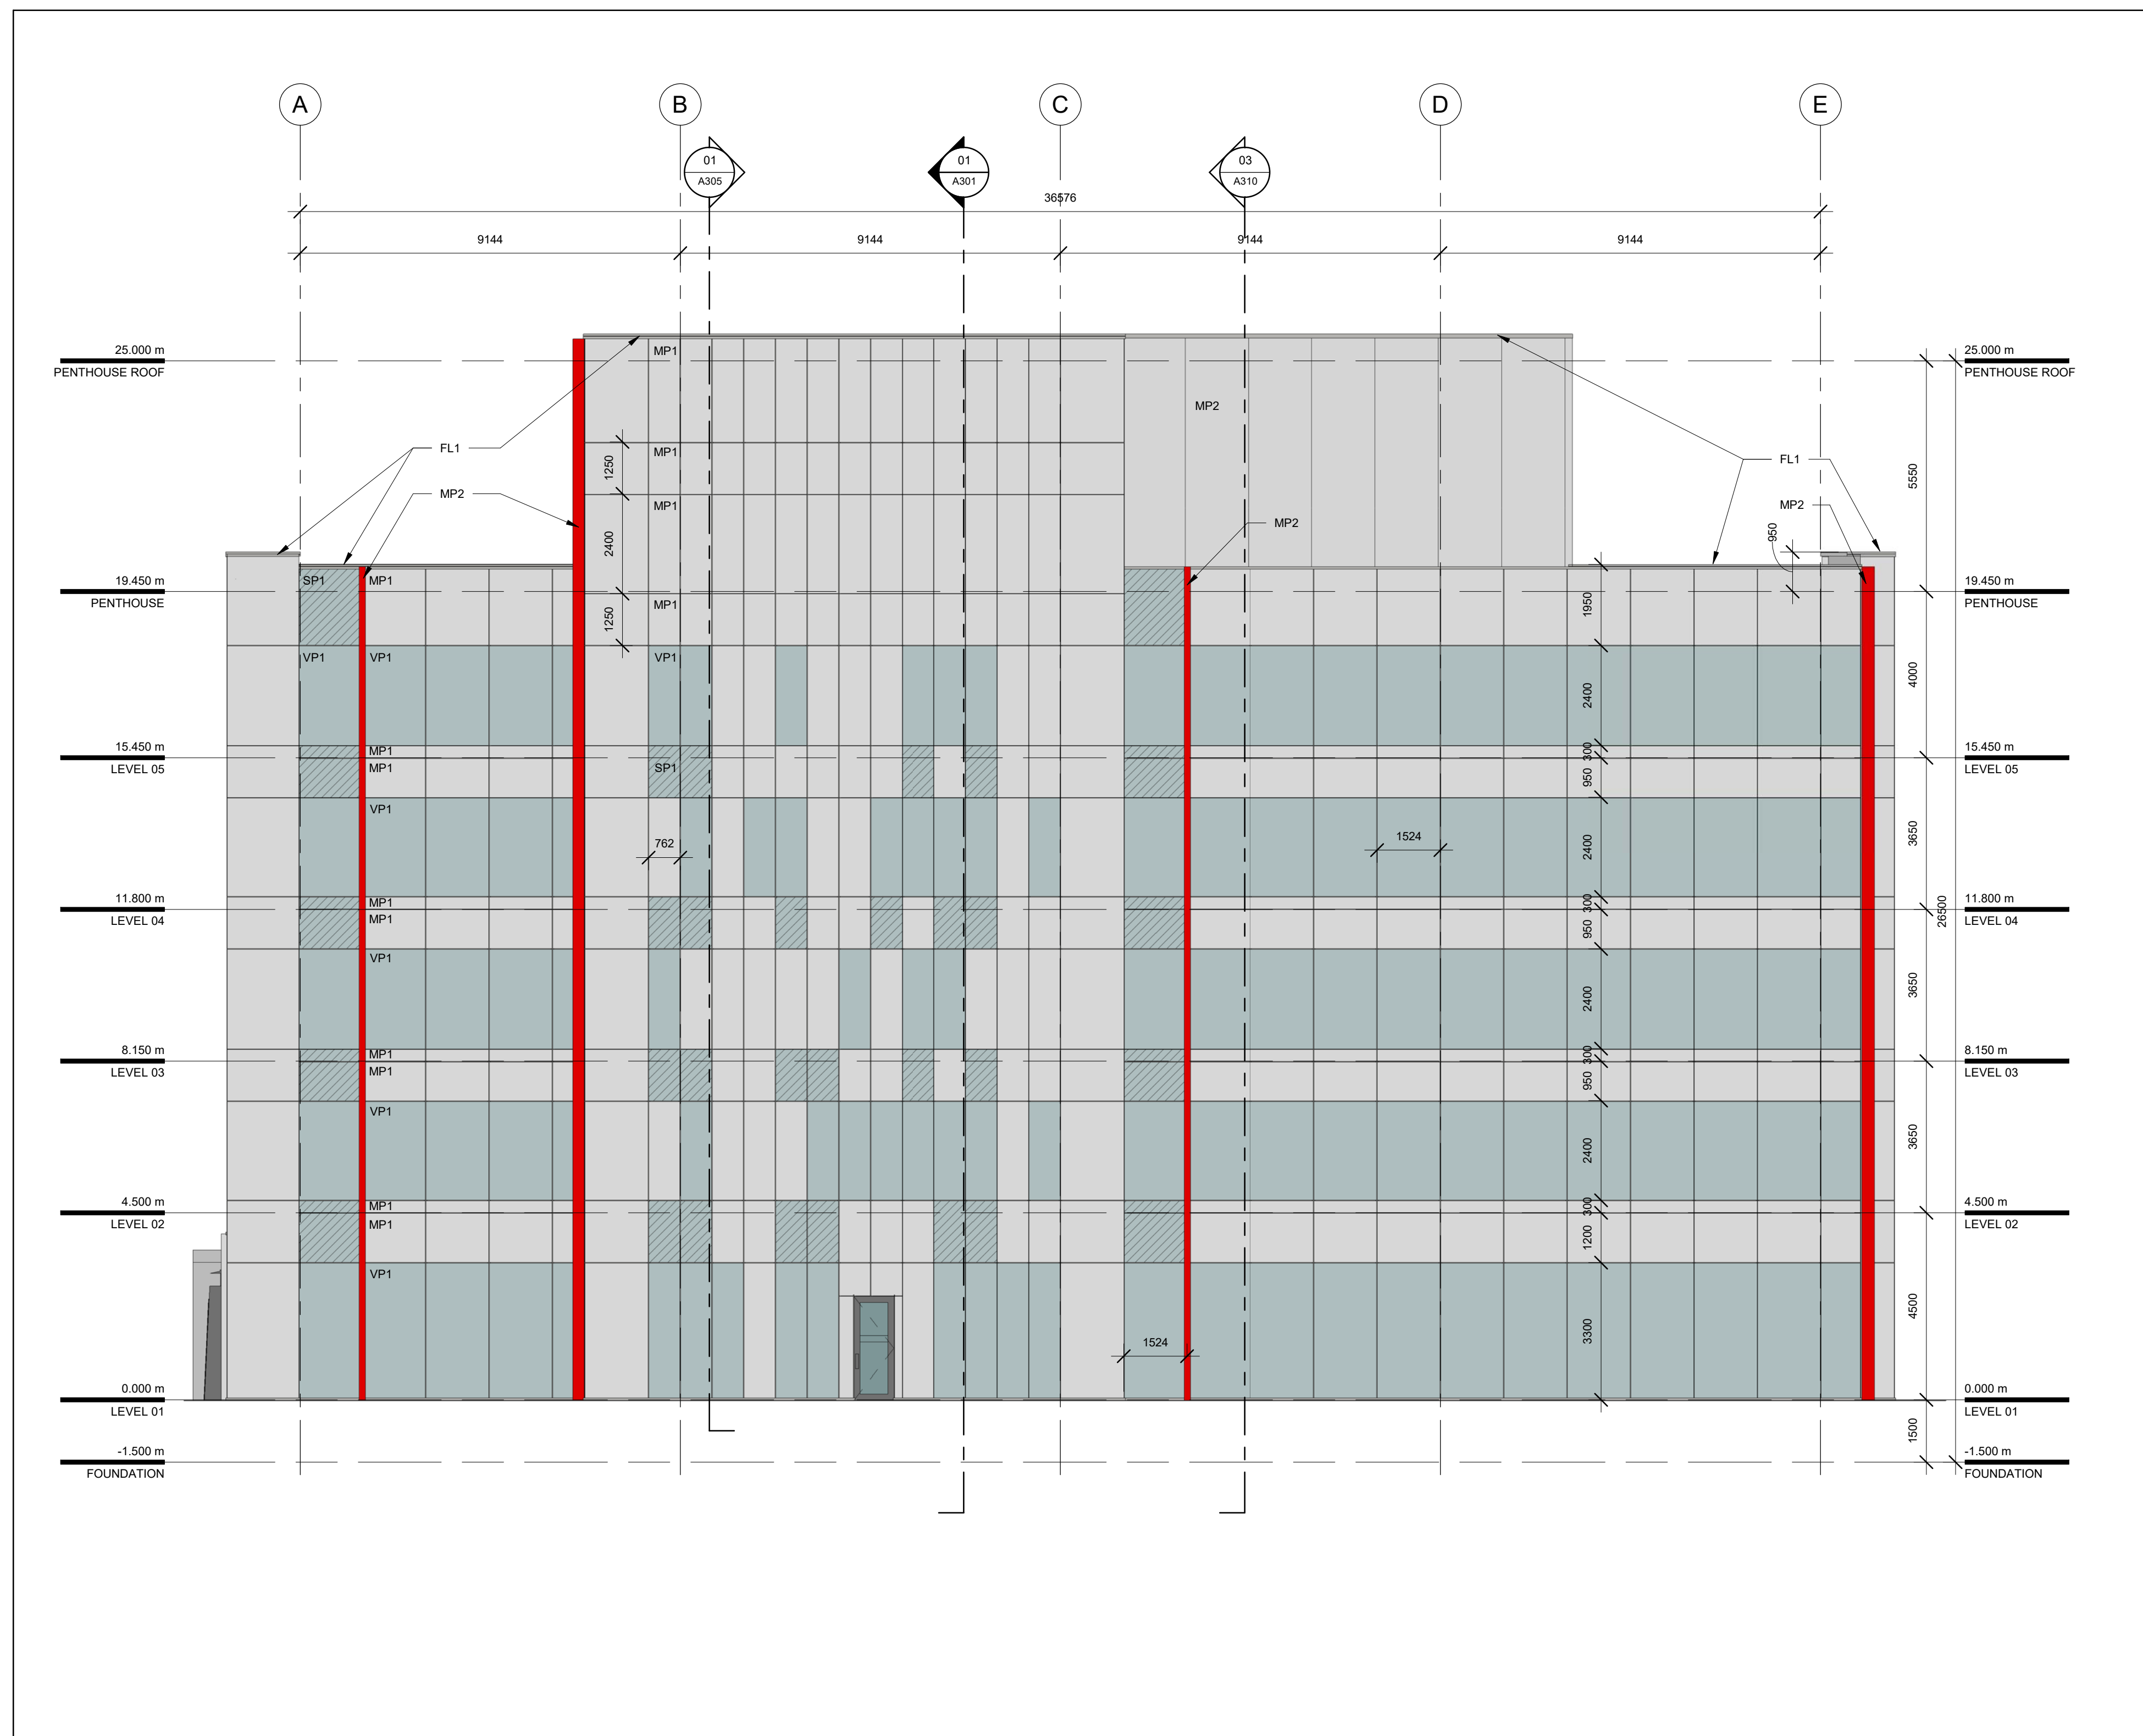 A
B
C
D
E
01
A305
01
A301
03
A310
36576
9144
9144
9144
9144
25.000 m
PENTHOUSE ROOF
25.000 m
PENTHOUSE ROOF
MP1
MP2
FL1
MP1
1250
FL1
5550
MP2
MP1
MP2
MP2
950
2400
19.450 m
PENTHOUSE
SP1
MP1
MP1
1250
1950
19.450 m
PENTHOUSE
VP1
VP1
VP1
2400
4000
15.450 m
LEVEL 05
MP1
MP1
SP1
300
950
15.450 m
LEVEL 05
VP1
762
1524
2400
3650
11.800 m
LEVEL 04
MP1
MP1
300
950
26500
11.800 m
LEVEL 04
VP1
2400
3650
8.150 m
LEVEL 03
MP1
MP1
300
950
8.150 m
LEVEL 03
VP1
2400
3650
4.500 m
LEVEL 02
MP1
MP1
300
1200
4.500 m
LEVEL 02
VP1
1524
3300
4500
0.000 m
LEVEL 01
0.000 m
LEVEL 01
1500
-1.500 m
FOUNDATION
-1.500 m
FOUNDATION